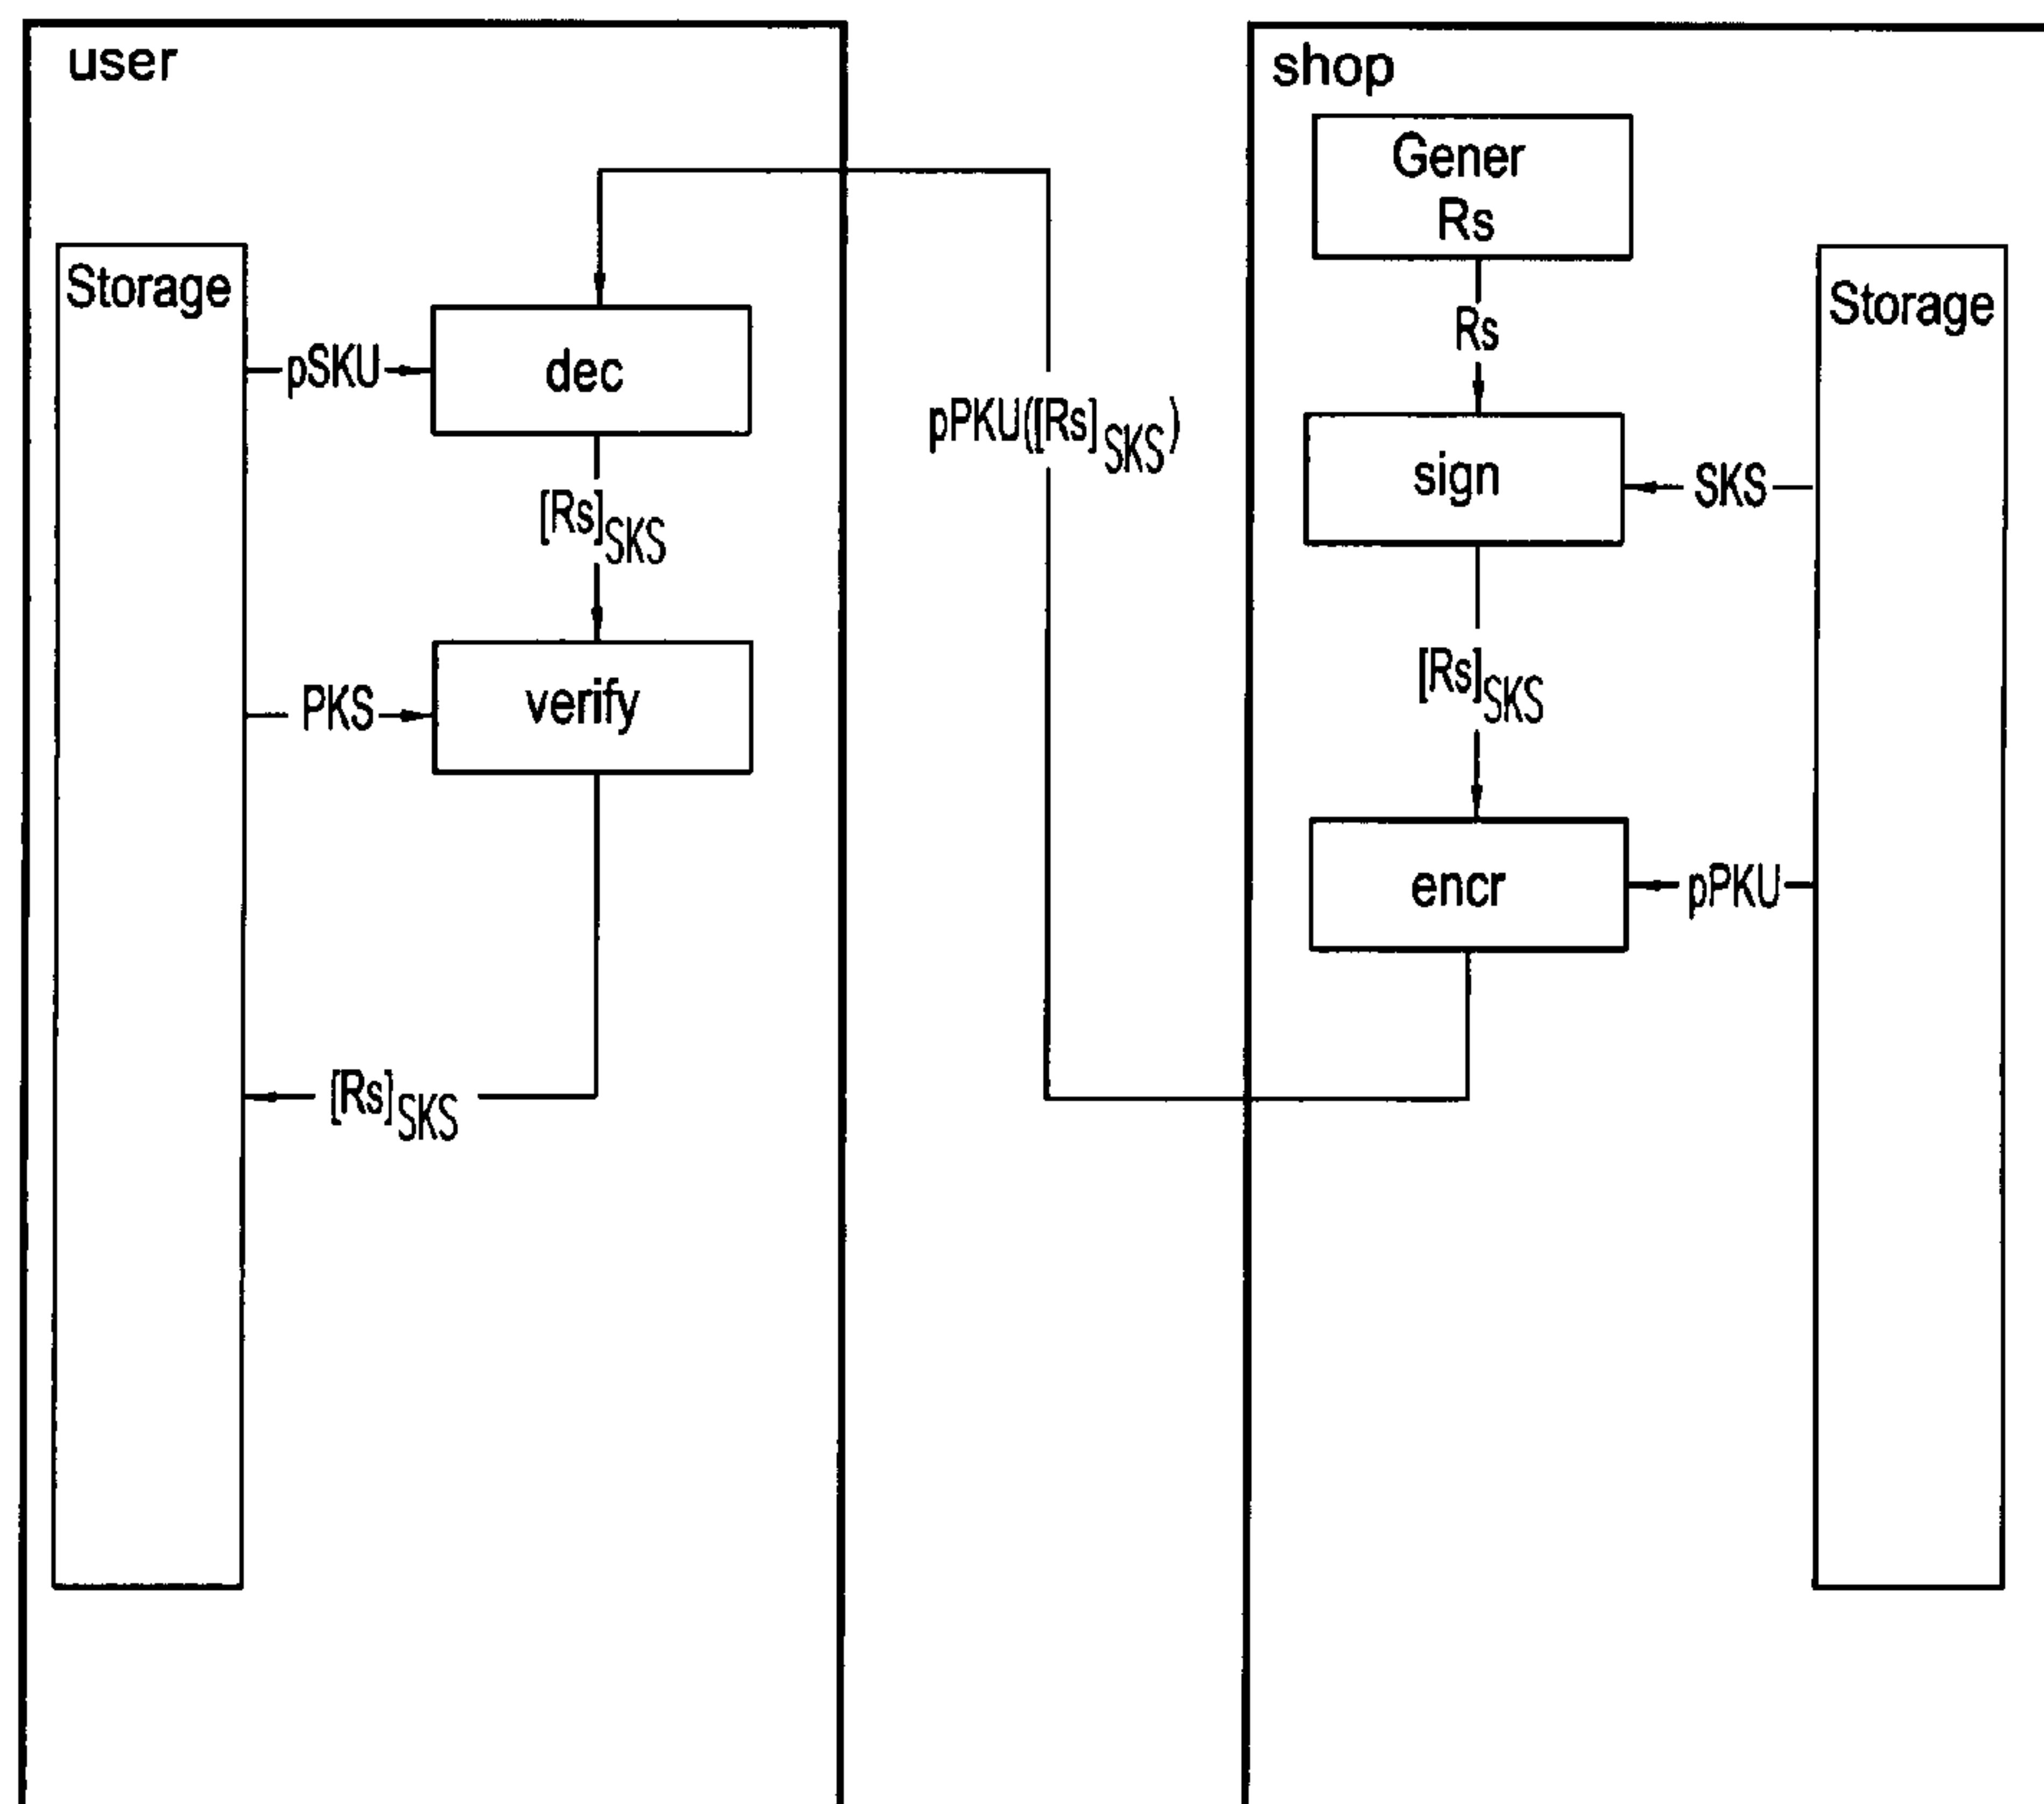 user
Storage
pSKU
dec
[Rs]SKS
PKS
verify
[Rs]SKS
pPKU([Rs]SKS)
shop
Gener
Rs
Rs
Storage
sign
SKS
[Rs]SKS
encr
pPKU